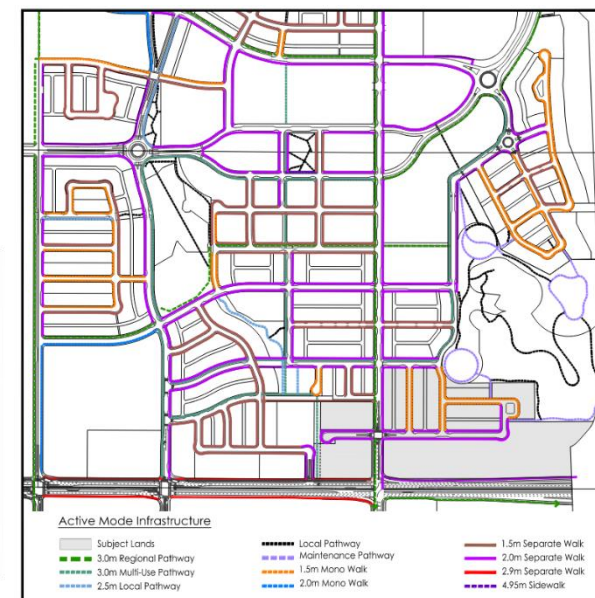 Active Mode Infrastructure
Subject Lands
3.0m Regional Pathway
3.0m Multi-Use Pathway
2.5m Local Pathway
Local Pathway
Maintenance Pathway
1.5m Mono Walk
2.0m Mono Walk
1.5m Separate Walk
2.0m Separate Walk
2.9m Separate Walk
4.95m Sidewalk